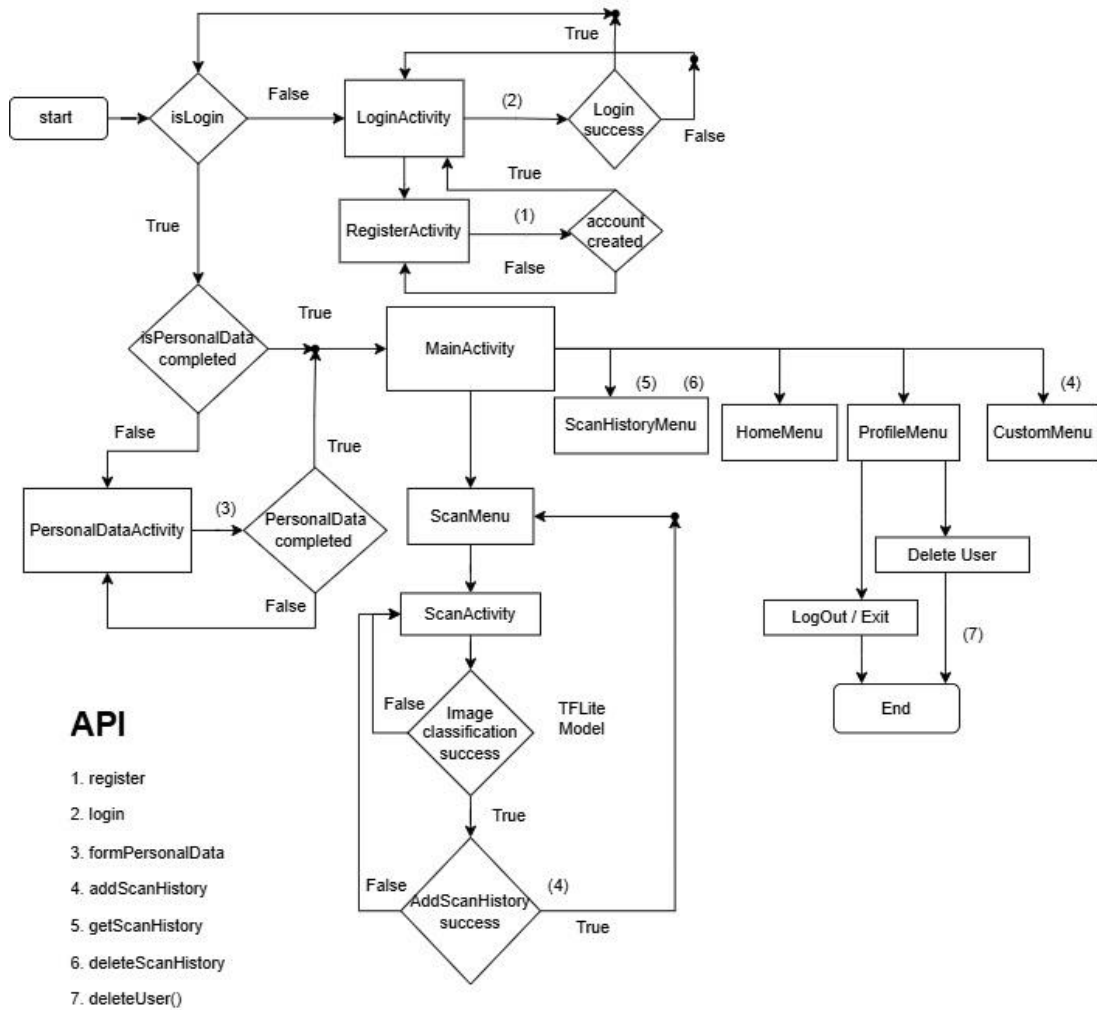 True
False
(2)
start
isLogin
LoginActivity
Login
success
False
True
True
RegisterActivity
(1)
account
created
False
True
isPersonalData
completed
MainActivity
(5)
(6)
(4)
ScanHistoryMenu
HomeMenu
ProfileMenu
CustomMenu
False
True
(3)
PersonalDataActivity
PersonalData
completed
False
ScanMenu
Delete User
ScanActivity
LogOut / Exit
(7)
False
Image
classification
success
TFLite
Model
End
True
False
(4)
AddScanHistory
success
True
API
1. register
2. login
3. formPersonalData
4. addScanHistory
5. getScanHistory
6. deleteScanHistory
7. deleteUser()